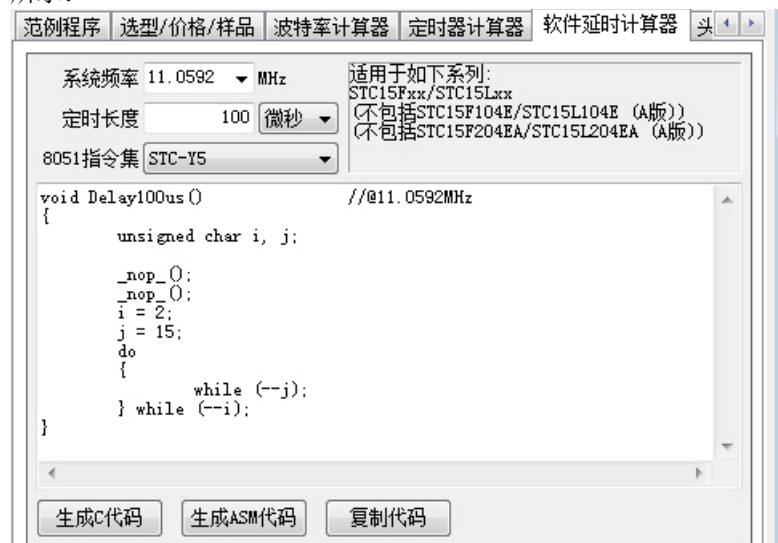 范例程序 选型/价格/样品 波特率计算器 定时器计算器 软件延时计算器 头
系统频率 11.0592 MHz
定时长度 100 微秒
8051指令集 STC-Y5
适用于如下系列:
STC15Fxx/STC15Lxx
(不包括STC15F104E/STC15L104E (A版))
(不包括STC15F204EA/STC15L204EA (A版))
void Delay100us() //@11.0592MHz
{
unsigned char i, j;
_nop_();
_nop_();
i = 2;
j = 15;
do
{
while (--j);
} while (--i);
}
生成C代码 生成ASM代码 复制代码